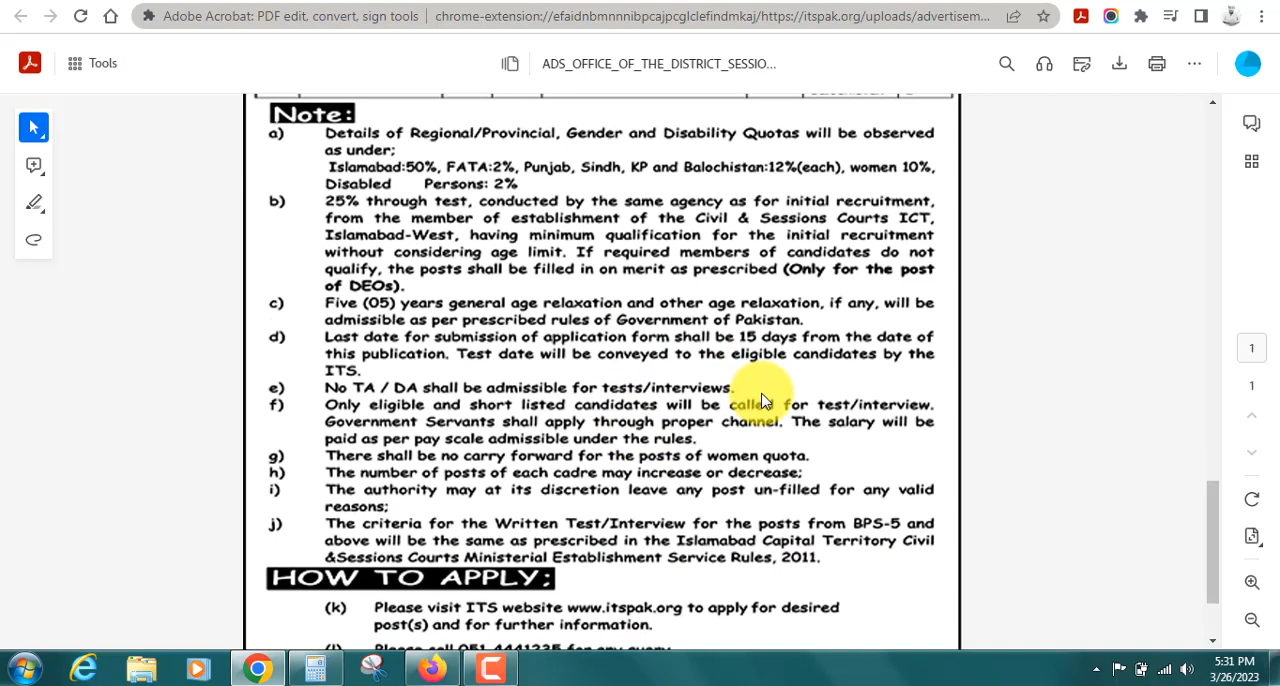 Adobe Acrobat: PDF edit, convert, sign tools | chrome-extension://efaidnbmnnnibpcajpcglclefindmkaj/https://itspak.org/uploads/advertisem...
Tools
ADS_OFFICE_OF_THE_DISTRICT_SESSIO...
Note:
a) Details of Regional/Provincial, Gender and Disability Quotas will be observed
as under;
Islamabad:50%, FATA:2%, Punjab, Sindh, KP and Balochistan:12%(each), women 10%,
Disabled Persons: 2%
b) 25% through test, conducted by the same agency as for initial recruitment,
from the member of establishment of the Civil & Sessions Courts ICT,
Islamabad-West, having minimum qualification for the initial recruitment
without considering age limit. If required members of candidates do not
qualify, the posts shall be filled in on merit as prescribed (Only for the post
of DEOs).
c) Five (05) years general age relaxation and other age relaxation, if any, will be
admissible as per prescribed rules of Government of Pakistan.
d) Last date for submission of application form shall be 15 days from the date of
this publication. Test date will be conveyed to the eligible candidates by the
ITS.
e) No TA / DA shall be admissible for tests/interviews.
f) Only eligible and short listed candidates will be called for test/interview.
Government Servants shall apply through proper channel. The salary will be
paid as per pay scale admissible under the rules.
g) There shall be no carry forward for the posts of women quota.
h) The number of posts of each cadre may increase or decrease;
i) The authority may at its discretion leave any post un-filled for any valid
reasons;
j) The criteria for the Written Test/Interview for the posts from BPS-5 and
above will be the same as prescribed in the Islamabad Capital Territory Civil
&Sessions Courts Ministerial Establishment Service Rules, 2011.
HOW TO APPLY;
(k) Please visit ITS website www.itspak.org to apply for desired
post(s) and for further information.
(l) Please call 051-4441235 for any query
1
1
5:31 PM
3/26/2023